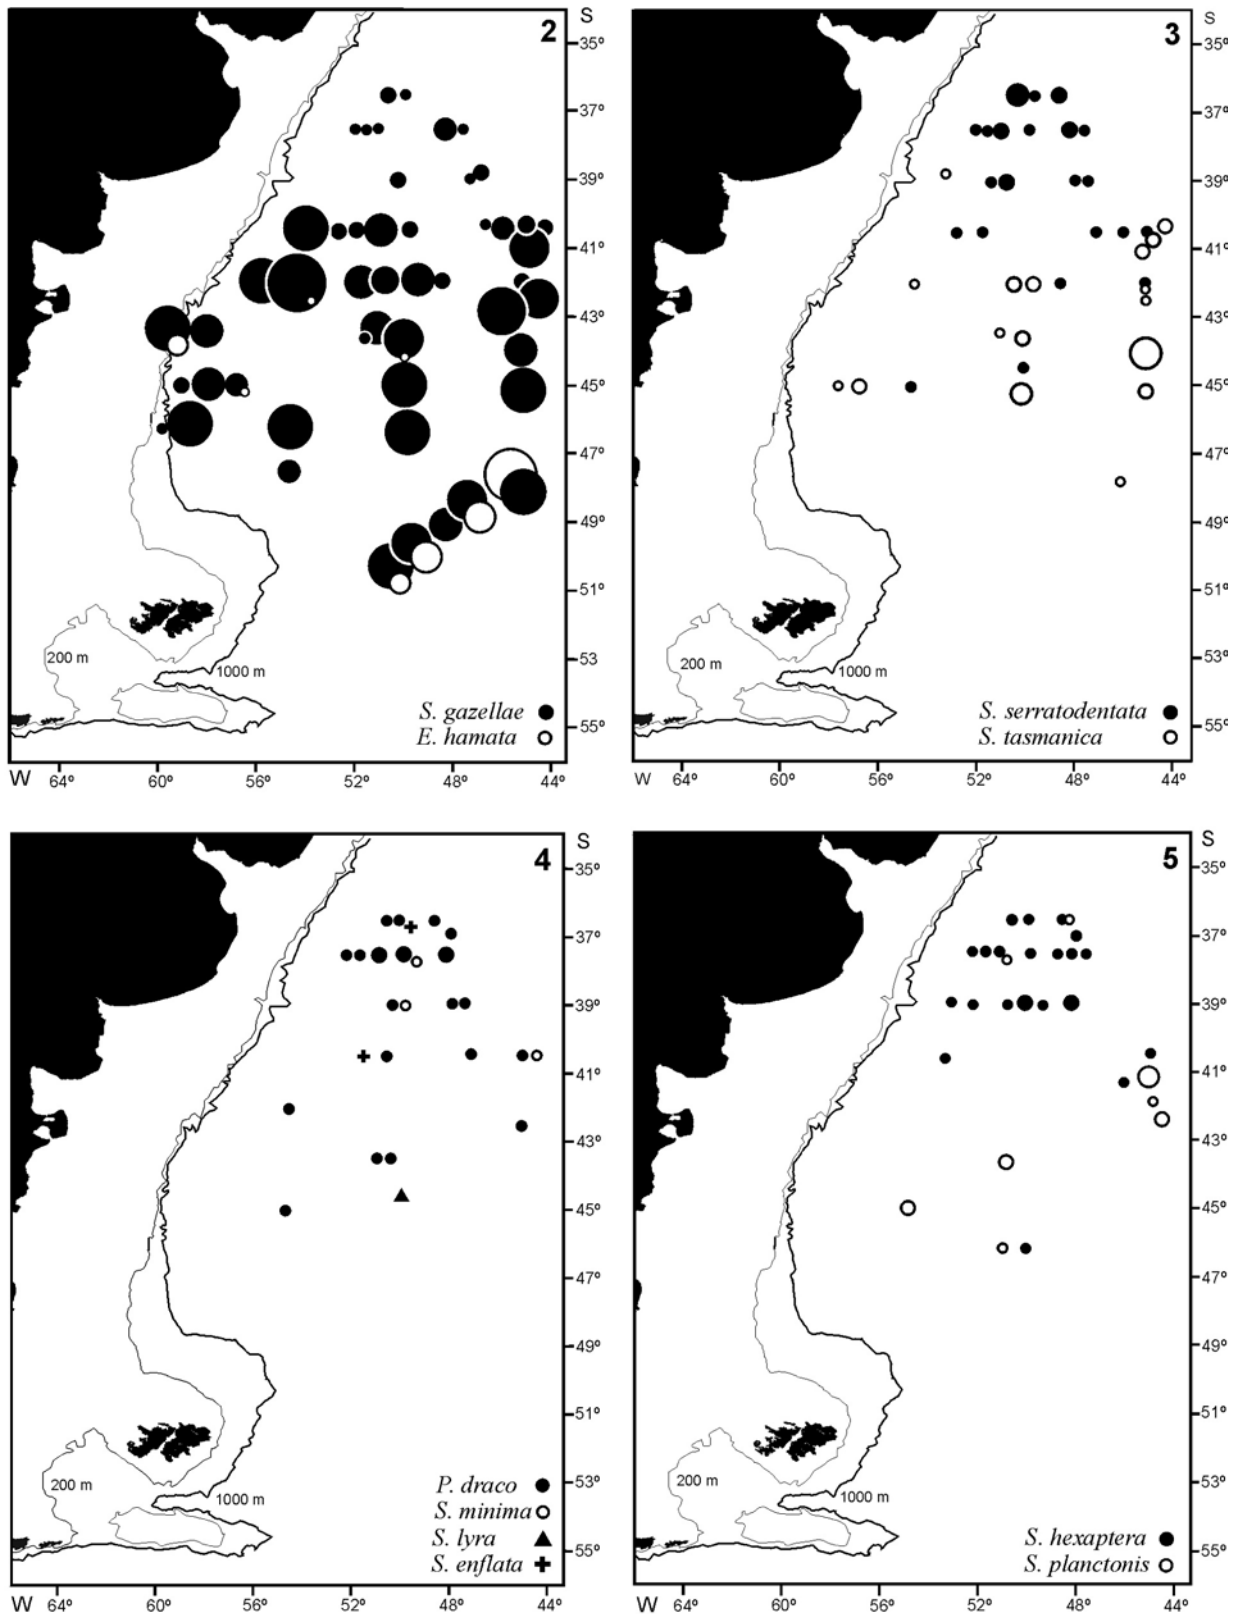 2
S
35º
37º
39º
41º
43º
45º
47º
49º
51º
53
55º
200 m
1000 m
S. gazellae
E. hamata
W 64º 60º 56º 52º 48º 44º
3
S
35º
37º
39º
41º
43º
45º
47º
49º
51º
53º
55º
200 m
1000 m
S. serratodentata
S. tasmanica
W 64º 60º 56º 52º 48º 44º
4
S
35º
37º
39º
41º
43º
45º
47º
49º
51º
53º
55º
200 m
1000 m
P. draco
S. minima
S. lyra
S. enflata
W 64º 60º 56º 52º 48º 44º
5
S
35º
37º
39º
41º
43º
45º
47º
49º
51º
53º
55º
200 m
1000 m
S. hexaptera
S. planctonis
W 64º 60º 56º 52º 48º 44º